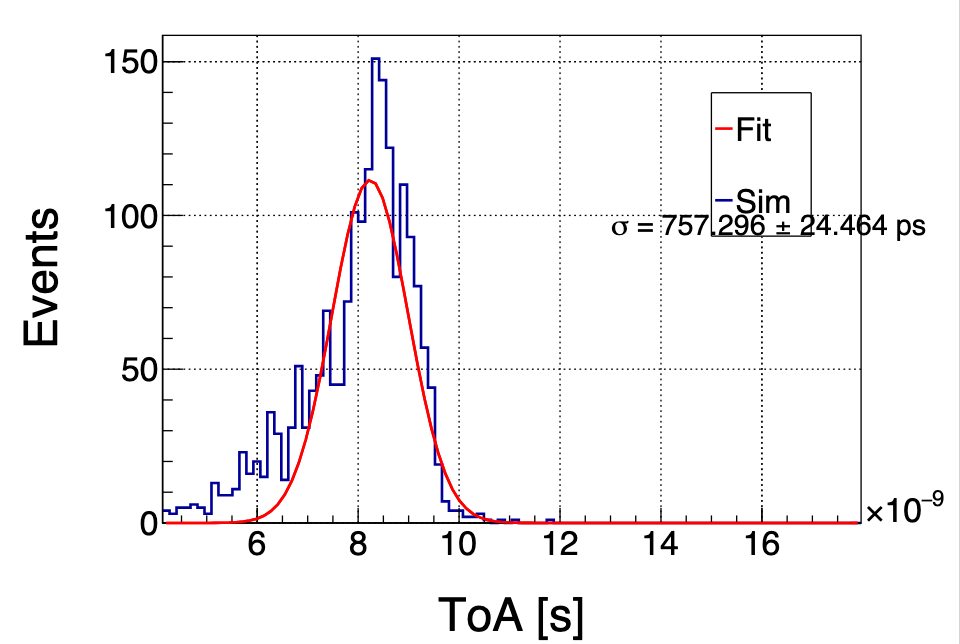 150
100
50
0
Events
Fit
Sim
σ = 757.296 ± 24.464 ps
6 8 10 12 14 16
×10⁻⁹
ToA [s]